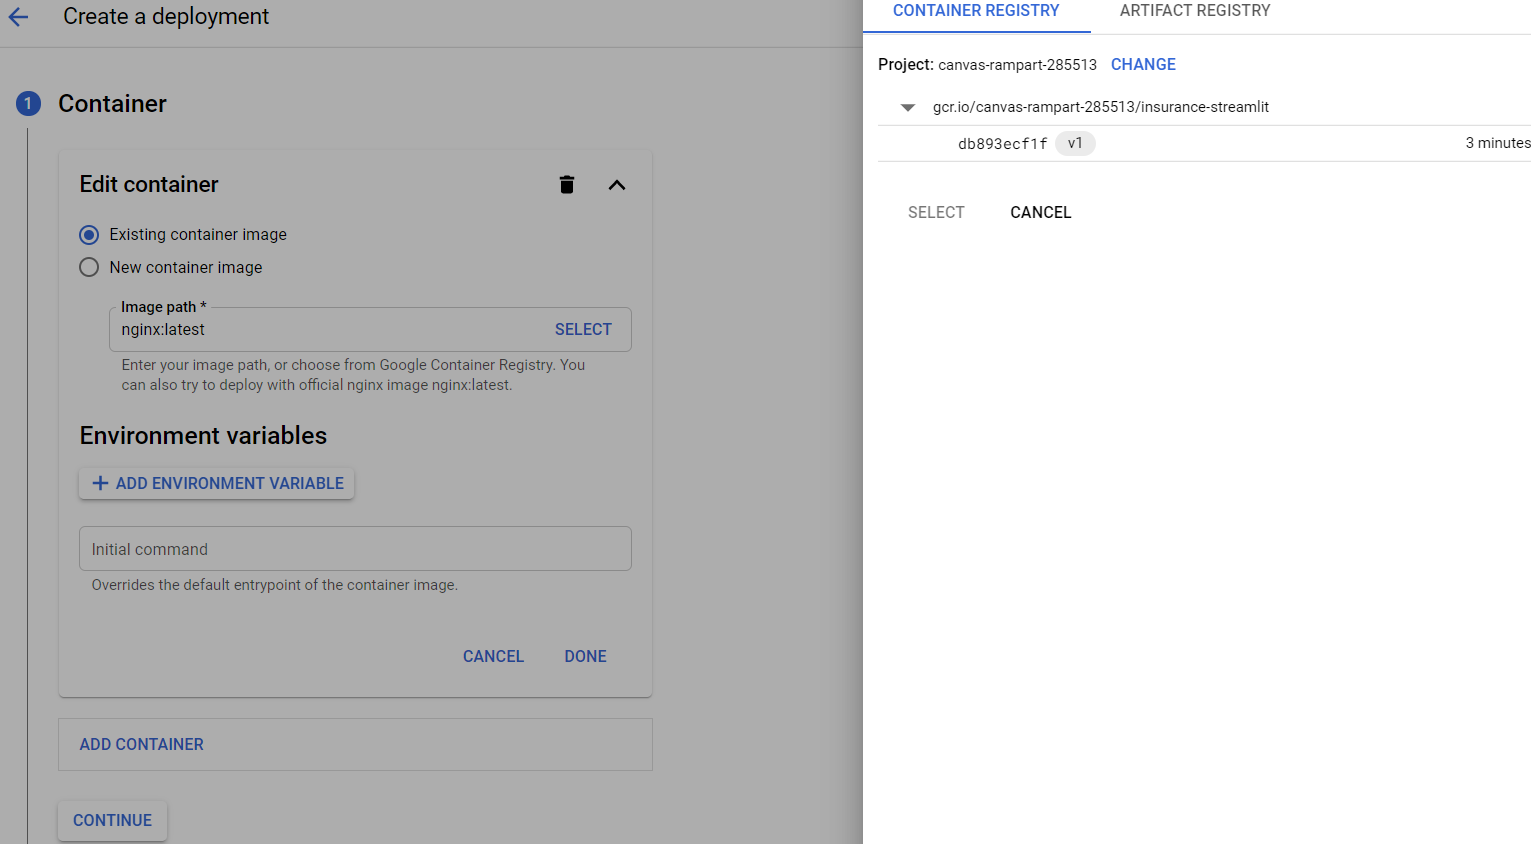 Create a deployment
1 Container
Edit container
Existing container image
New container image
Image path *
nginx:latest SELECT
Enter your image path, or choose from Google Container Registry. You
can also try to deploy with official nginx image nginx:latest.
Environment variables
ADD ENVIRONMENT VARIABLE
Initial command
Overrides the default entrypoint of the container image.
CANCEL DONE
ADD CONTAINER
CONTINUE
CONTAINER REGISTRY ARTIFACT REGISTRY
Project: canvas-rampart-285513 CHANGE
gcr.io/canvas-rampart-285513/insurance-streamlit
db893ecf1f v1 3 minutes
SELECT CANCEL